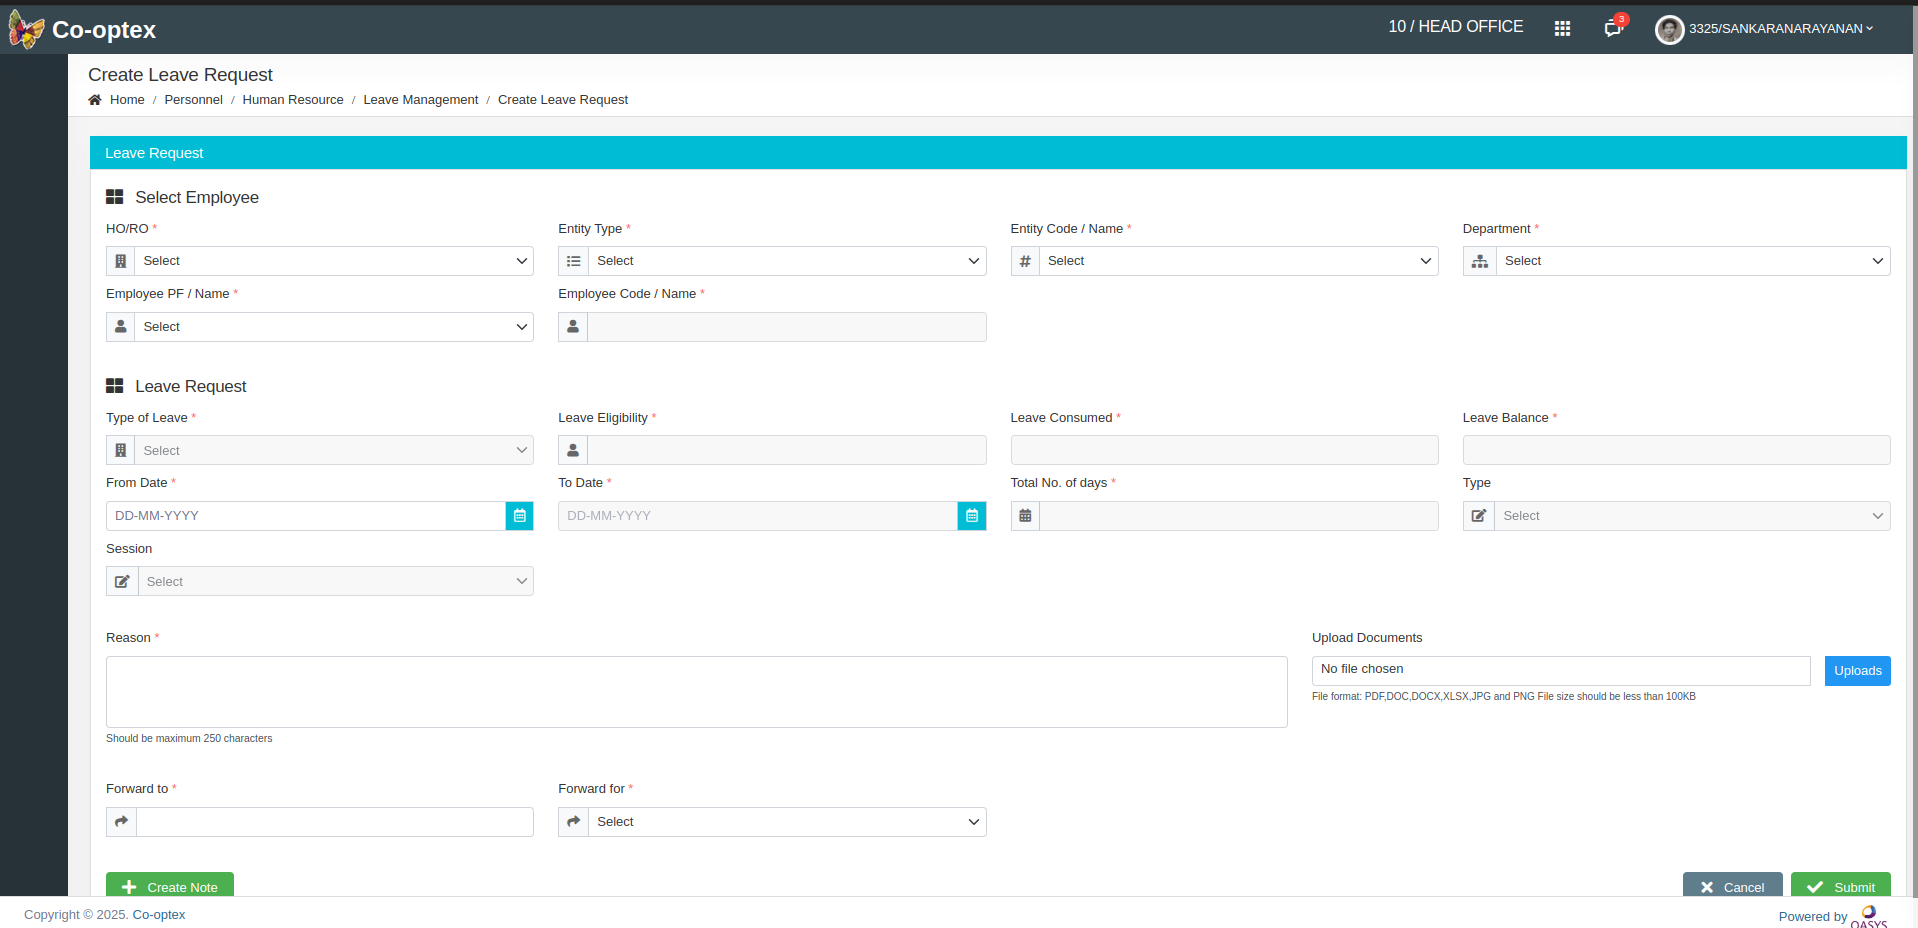 Co-optex
10 / HEAD OFFICE
3
3325/SANKARANARAYANAN
Create Leave Request
Home / Personnel / Human Resource / Leave Management / Create Leave Request
Leave Request
Select Employee
HO/RO * Entity Type * Entity Code / Name * Department *
Select Select Select Select
Employee PF / Name * Employee Code / Name *
Select
Leave Request
Type of Leave * Leave Eligibility * Leave Consumed * Leave Balance *
Select
From Date * To Date * Total No. of days * Type
DD-MM-YYYY DD-MM-YYYY Select
Session
Select
Reason * Upload Documents
No file chosen Uploads
File format: PDF,DOC,DOCX,XLSX,JPG and PNG File size should be less than 100KB
Should be maximum 250 characters
Forward to * Forward for *
Select
Create Note Cancel Submit
Copyright © 2025. Co-optex Powered by OASYS